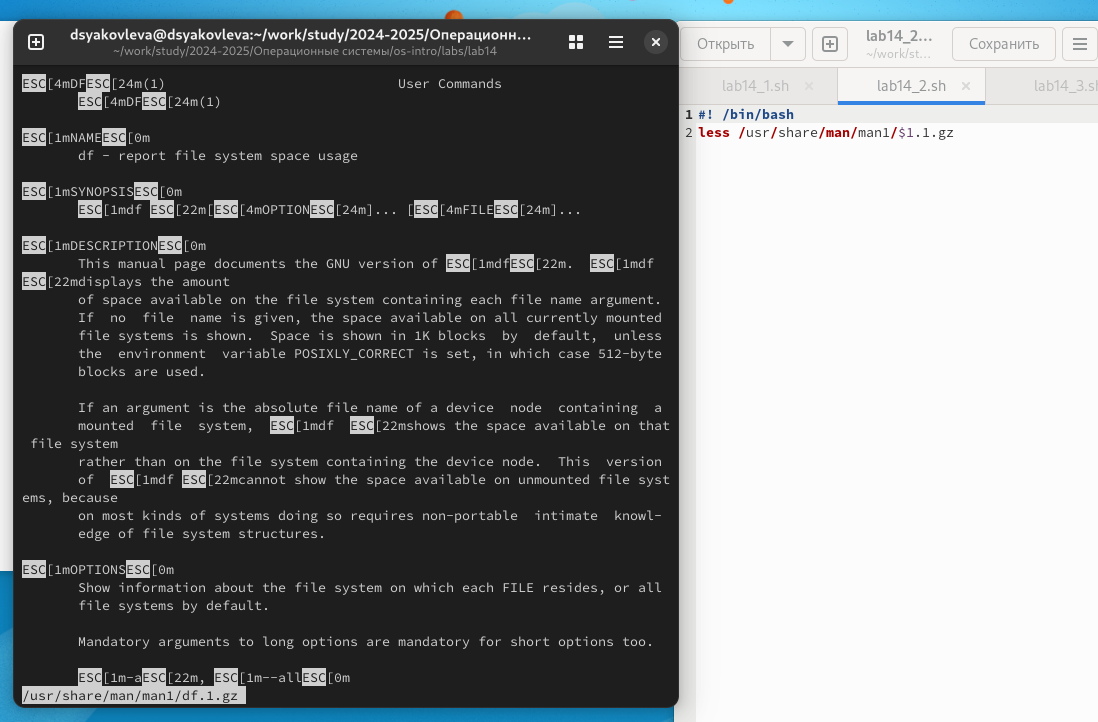 dsyakovleva@dsyakovleva:~/work/study/2024-2025/Операционн...
~/work/study/2024-2025/Операционные системы/os-intro/labs/lab14
ESC[4mDFESC[24m(1)                             User Commands
       ESC[4mDFESC[24m(1)
ESC[1mNAMEESC[0m
       df - report file system space usage
ESC[1mSYNOPSISESC[0m
       ESC[1mdf ESC[22m[ESC[4mOPTIONESC[24m]... [ESC[4mFILEESC[24m]...
ESC[1mDESCRIPTIONESC[0m
       This manual page documents the GNU version of ESC[1mdfESC[22m.  ESC[1mdf
ESC[22mdisplays the amount
       of space available on the file system containing each file name argument.
       If  no  file  name is given, the space available on all currently mounted
       file systems is shown.  Space is shown in 1K blocks  by  default,  unless
       the  environment  variable POSIXLY_CORRECT is set, in which case 512-byte
       blocks are used.
       If an argument is the absolute file name of a device  node  containing  a
       mounted  file  system,  ESC[1mdf  ESC[22mshows the space available on that
 file system
       rather than on the file system containing the device node.  This  version
       of  ESC[1mdf ESC[22mcannot show the space available on unmounted file syst
ems, because
       on most kinds of systems doing so requires non-portable  intimate  knowl-
       edge of file system structures.
ESC[1mOPTIONSESC[0m
       Show information about the file system on which each FILE resides, or all
       file systems by default.
       Mandatory arguments to long options are mandatory for short options too.
       ESC[1m-aESC[22m, ESC[1m--allESC[0m
/usr/share/man/man1/df.1.gz
Открыть
lab14_2...
~/work/st...
Сохранить
lab14_1.sh
lab14_2.sh
lab14_3.sh
1 #! /bin/bash
2 less /usr/share/man/man1/$1.1.gz